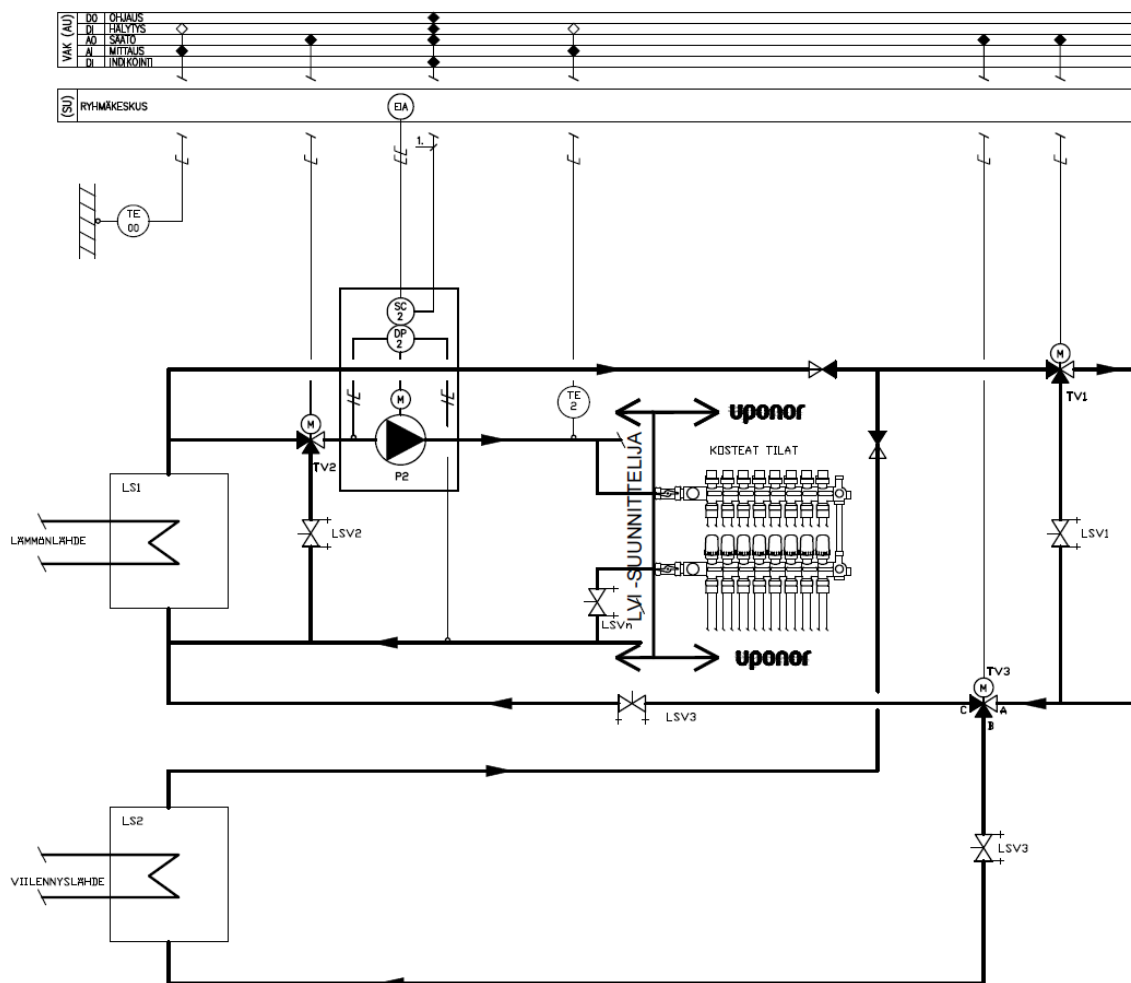 VAK (AU)
DO OHJAUS
DI HÄLYTYS
AO SÄÄTÖ
AI MITTAUS
DI INDIKOINTI
(SU) RYHMÄKESKUS
EJA
1.
TE
00
SC
2
DP
2
M
TE
2
M
M
TV1
TV2
P2
uponor
KOSTEAT TILAT
LVI -SUUNNITTELIJA
LS1
LSV2
LSV1
LÄMMÖNLÄHDE
LSVn
uponor
TV3
M
C
A
B
LSV3
LS2
LSV3
VIILENNYSLÄHDE